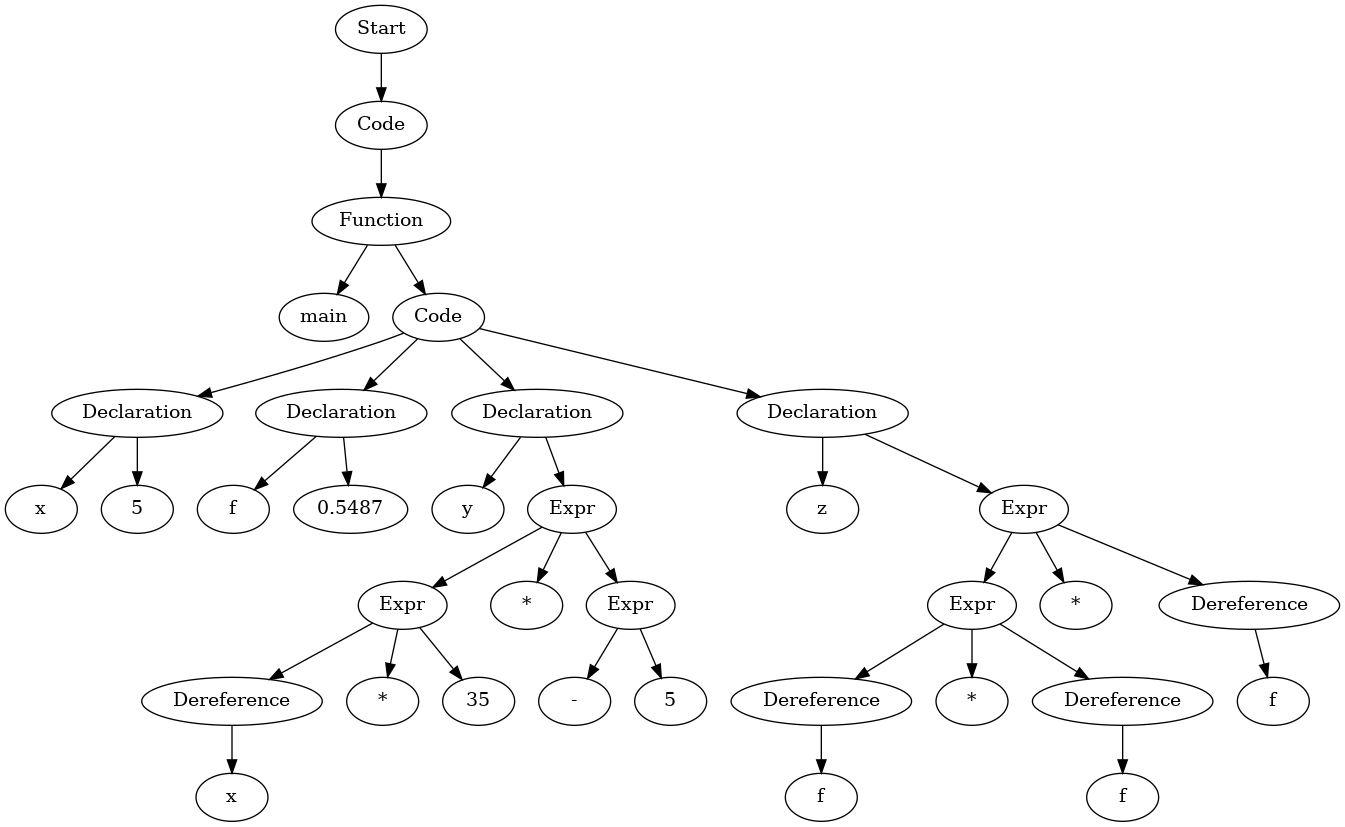 Start
Code
Function
main
Code
Declaration
Declaration
Declaration
Declaration
x
5
f
0.5487
y
Expr
z
Expr
Expr
*
Expr
Expr
*
Dereference
Dereference
*
35
-
5
Dereference
*
Dereference
f
x
f
f